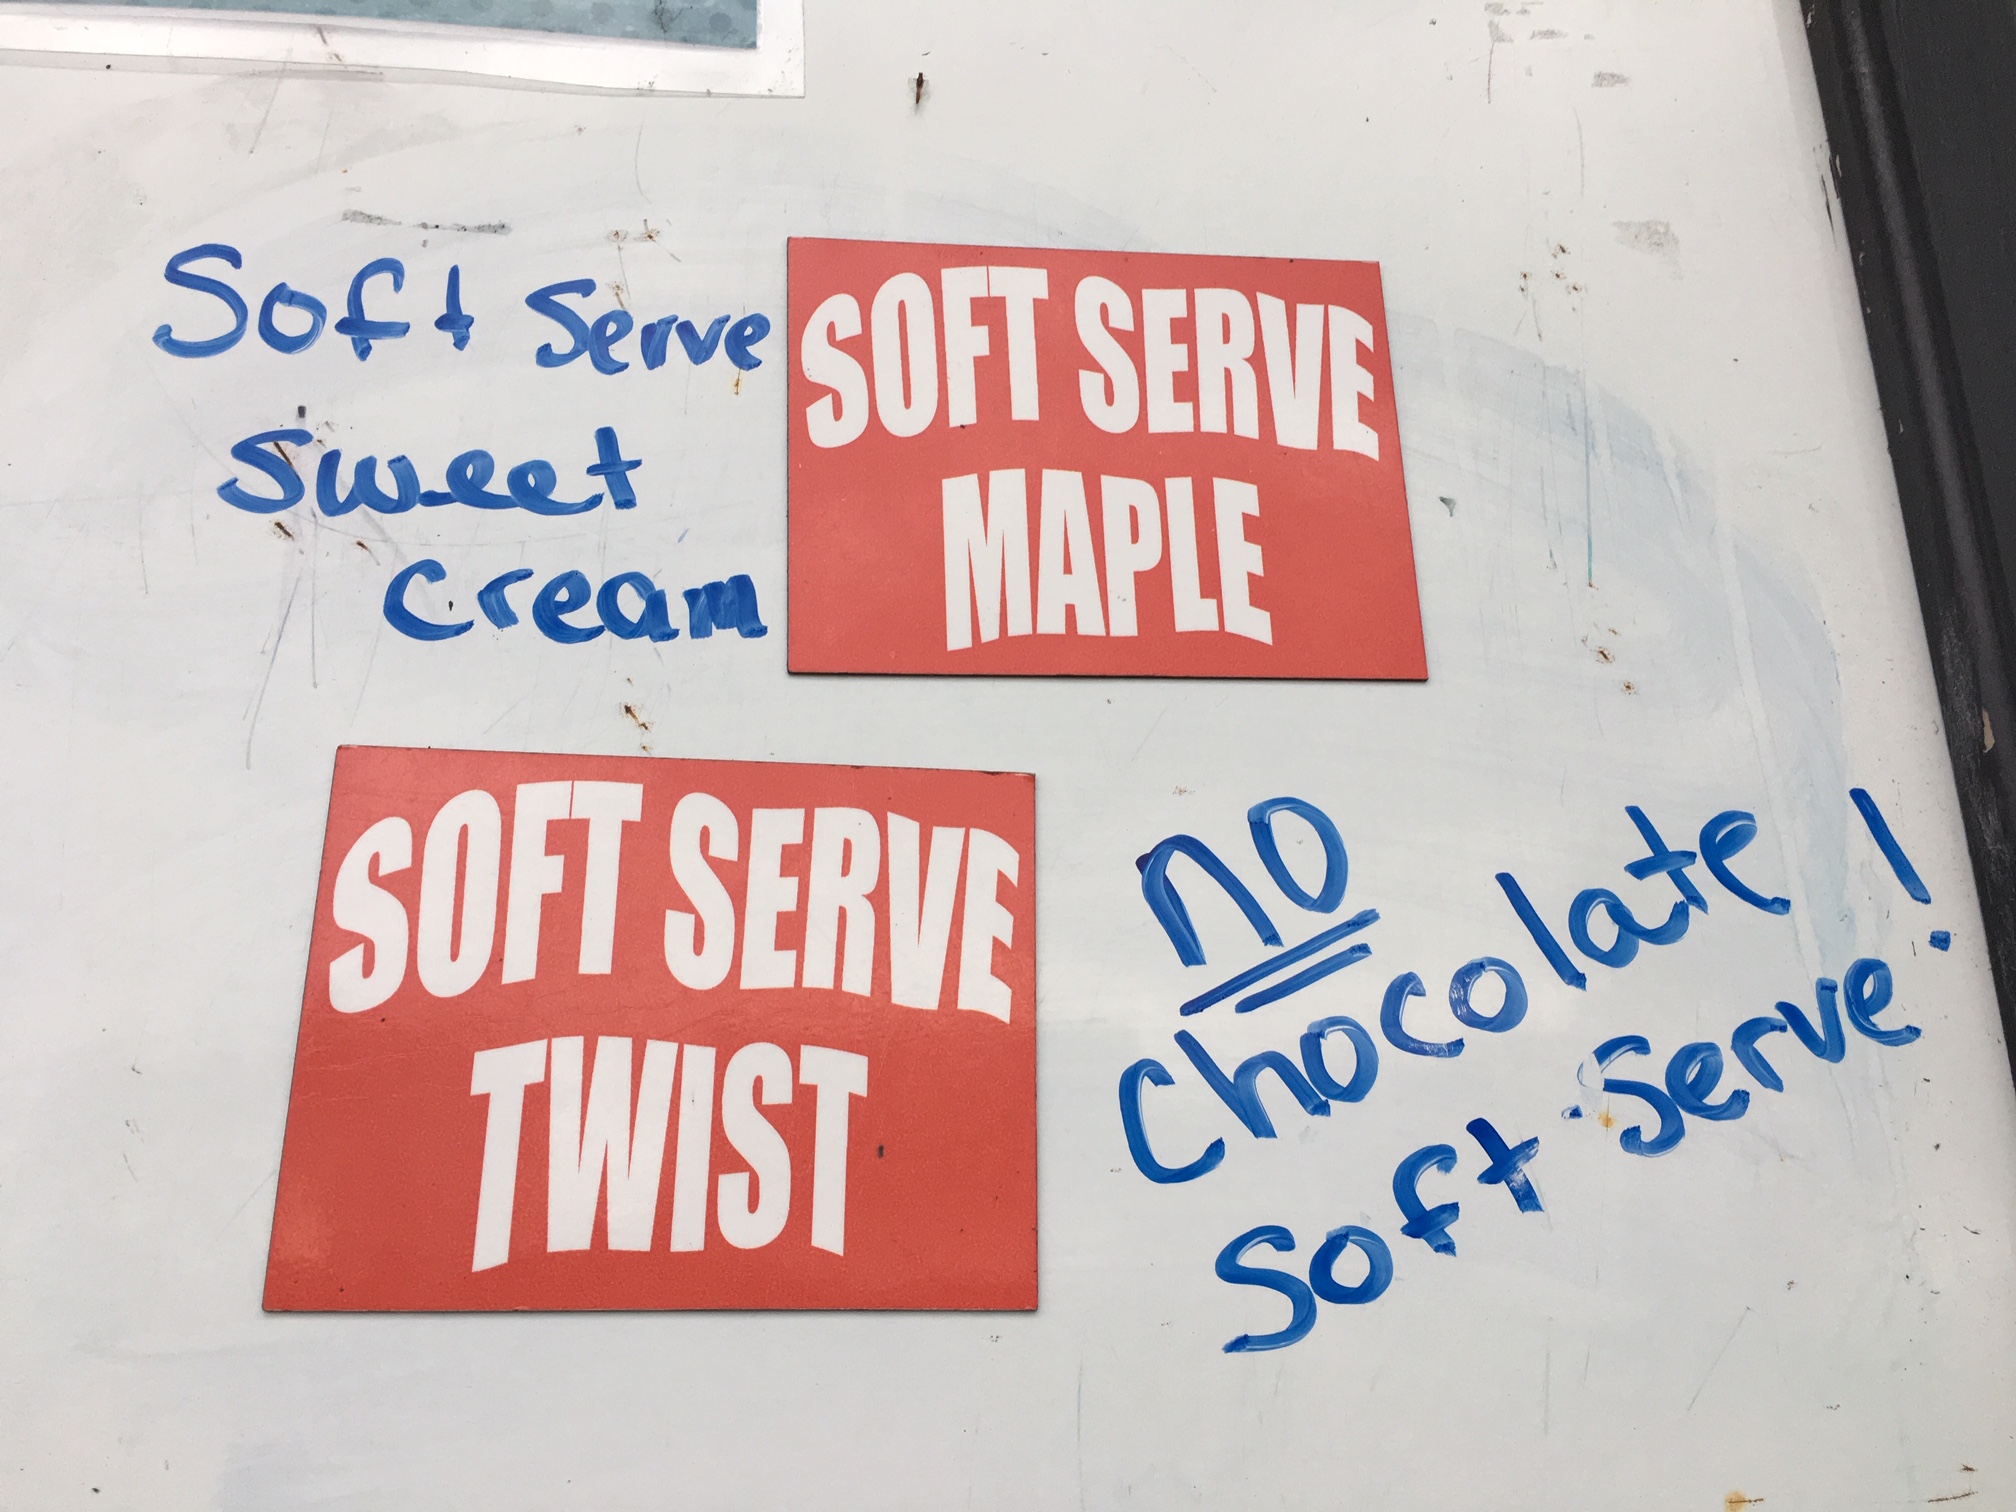 Soft Serve
Sweet
Cream
SOFT SERVE
MAPLE
SOFT SERVE
TWIST
NO
Chocolate
Soft-Serve!